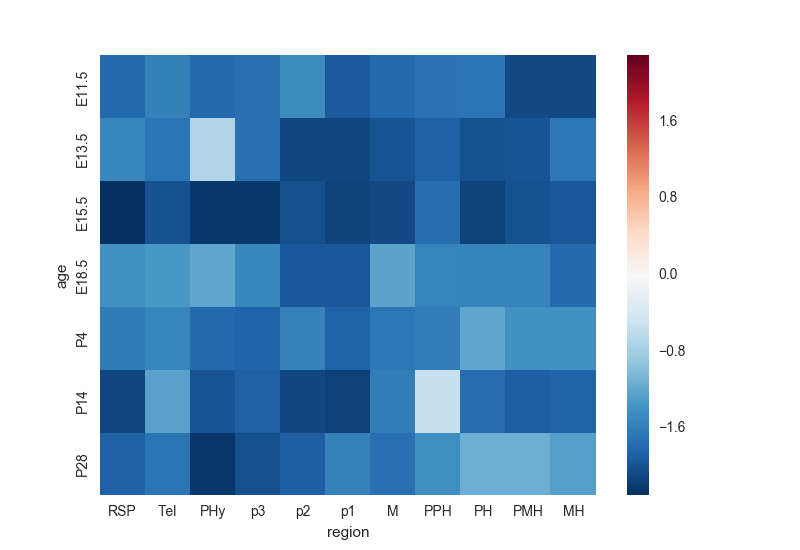 E11.5
E13.5
E15.5
E18.5
P4
P14
P28
age
RSP Tel PHy p3 p2 p1 M PPH PH PMH MH
region
1.6
0.8
0.0
−0.8
−1.6